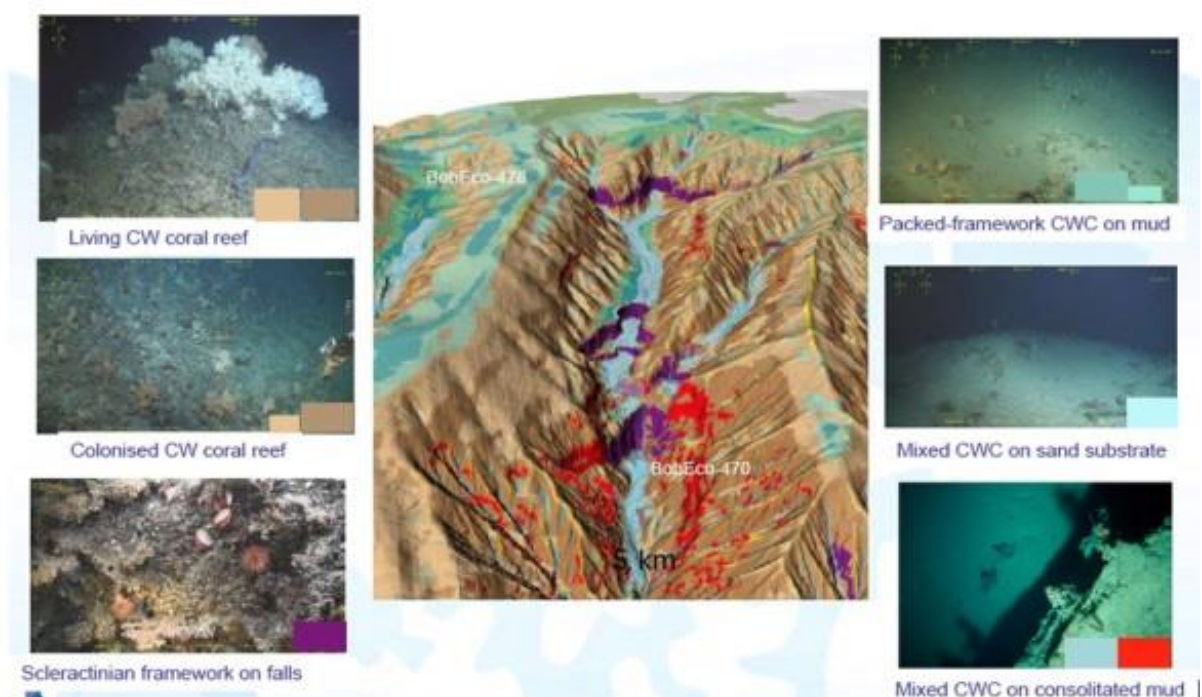 Living CW coral reef
Colonised CW coral reef
Scleractinian framework on falls
BobEco-478
BobEco-470
5 km
Packed-framework CWC on mud
Mixed CWC on sand substrate
Mixed CWC on consolitated mud